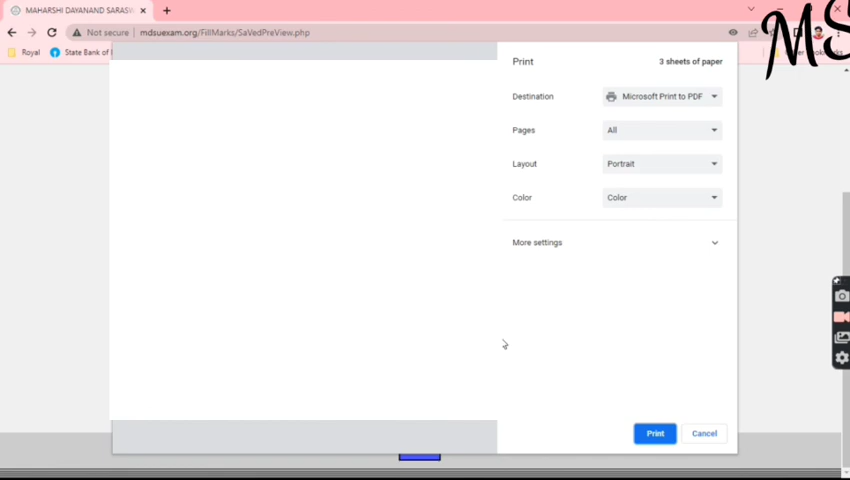 MAHARSHI DAYANAND SARASW
Not secure
mdsuexam.org/FillMarks/SaVedPreView.php
MS
Royal
State Bank of
Print
3 sheets of paper
Destination
Microsoft Print to PDF
Pages
All
Layout
Portrait
Color
Color
More settings
Print
Cancel